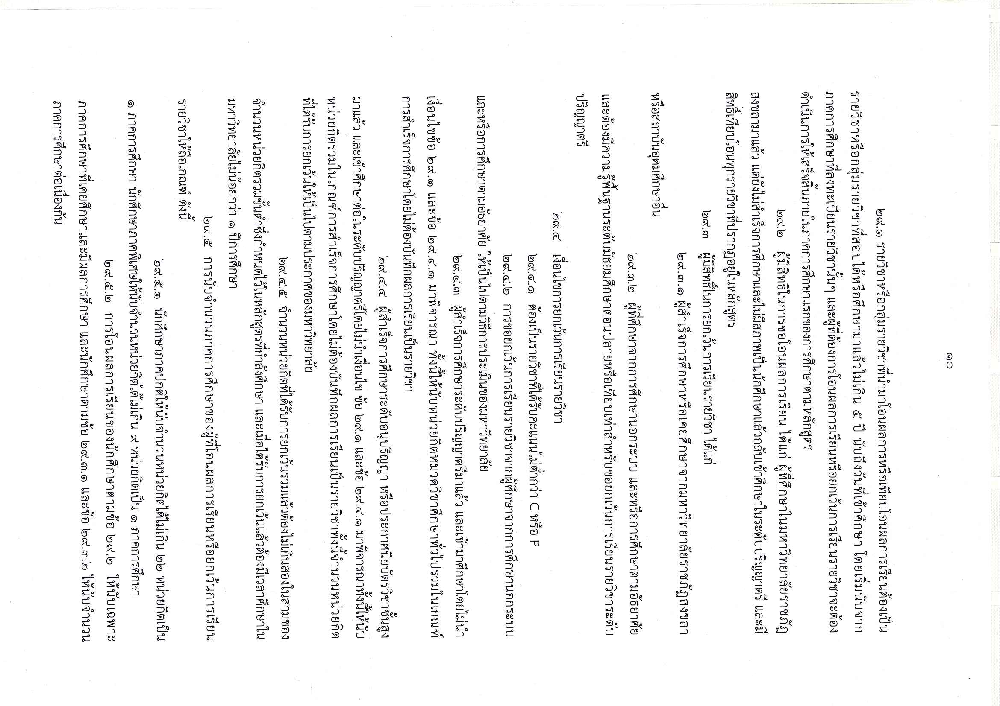 ๑๐
๒๙.๑ รายวิชาหรือกลุ่มรายวิชาที่นำมาโอนผลการหรือเทียบโอนผลการเรียนต้องเป็น
รายวิชาหรือกลุ่มรายวิชาที่สอบได้หรือศึกษามาแล้วไม่เกิน ๕ ปี นับถึงวันที่เข้าศึกษา โดยเริ่มนับจาก
ภาคการศึกษาที่ลงทะเบียนรายวิชานั้นๆ และผู้ที่ต้องการโอนผลการเรียนหรือยกเว้นการเรียนรายวิชาจะต้อง
ดำเนินการให้เสร็จสิ้นภายในภาคการศึกษาแรกของการศึกษาตามหลักสูตร
๒๙.๒ ผู้มีสิทธิในการขอโอนผลการเรียน ได้แก่ ผู้ที่ศึกษาในมหาวิทยาลัยราชภัฏ
สงขลามาแล้ว แต่ยังไม่สำเร็จการศึกษาและไม่มีสภาพเป็นนักศึกษาแล้วกลับเข้าศึกษาในระดับปริญญาตรี และมี
สิทธิ์เทียบโอนทุกรายวิชาที่ปรากฏอยู่ในหลักสูตร
๒๙.๓ ผู้มีสิทธิ์ในการยกเว้นการเรียนรายวิชา ได้แก่
๒๙.๓.๑ ผู้สำเร็จการศึกษาหรือเคยศึกษาจากมหาวิทยาลัยราชภัฏสงขลา
หรือสถาบันอุดมศึกษาอื่น
๒๙.๓.๒ ผู้ที่ศึกษาจากการศึกษานอกระบบ และหรือการศึกษาตามอัธยาศัย
และต้องมีความรู้พื้นฐานระดับมัธยมศึกษาตอนปลายหรือเทียบเท่าสำหรับขอยกเว้นการเรียนรายวิชาระดับ
ปริญญาตรี
๒๙.๔ เงื่อนไขการยกเว้นการเรียนรายวิชา
๒๙.๔.๑ ต้องเป็นรายวิชาที่ได้รับคะแนนไม่ต่ำกว่า C หรือ P
๒๙.๔.๒ การขอยกเว้นการเรียนรายวิชาจากผู้ศึกษาจากการศึกษานอกระบบ
และหรือการศึกษาตามอัธยาศัย ให้เป็นไปตามวิธีการประเมินของมหาวิทยาลัย
๒๙.๔.๓ ผู้สำเร็จการศึกษาระดับปริญญาตรีมาแล้ว และเข้ามาศึกษาโดยไม่นำ
เงื่อนไขข้อ ๒๙.๑ และข้อ ๒๙.๔.๑ มาพิจารณา ทั้งนี้ให้นับหน่วยกิตหมวดวิชาศึกษาทั่วไปรวมในเกณฑ์
การสำเร็จการศึกษาโดยไม่ต้องบันทึกผลการเรียนเป็นรายวิชา
๒๙.๔.๔ ผู้สำเร็จการศึกษาระดับอนุปริญญา หรือประกาศนียบัตรวิชาชั้นสูง
มาแล้ว และเข้าศึกษาต่อในระดับปริญญาตรีโดยไม่นำเงื่อนไข ข้อ ๒๙.๑ และข้อ ๒๙.๔.๑ มาพิจารณาทั้งนี้ให้นับ
หน่วยกิตรวมในเกณฑ์การสำเร็จการศึกษาโดยไม่ต้องบันทึกผลการเรียนเป็นรายวิชาทั้งนี้จำนวนหน่วยกิต
ที่ได้รับการยกเว้นให้เป็นไปตามประกาศของมหาวิทยาลัย
๒๙.๔.๕ จำนวนหน่วยกิตที่ได้รับการยกเว้นรวมแล้วต้องไม่เกินสองในสามของ
จำนวนหน่วยกิตรวมขั้นต่ำซึ่งกำหนดไว้ในหลักสูตรที่กำลังศึกษา และเมื่อได้รับการยกเว้นแล้วต้องมีเวลาศึกษาใน
มหาวิทยาลัยไม่น้อยกว่า ๑ ปีการศึกษา
๒๙.๕ การนับจำนวนภาคการศึกษาของผู้ที่โอนผลการเรียนหรือยกเว้นการเรียน
รายวิชาให้ถือเกณฑ์ ดังนี้
๒๙.๕.๑ นักศึกษาภาคปกติให้นับจำนวนหน่วยกิตได้ไม่เกิน ๒๒ หน่วยกิตเป็น
๑ ภาคการศึกษา นักศึกษาภาคพิเศษให้นับจำนวนหน่วยกิตได้ไม่เกิน ๙ หน่วยกิตเป็น ๑ ภาคการศึกษา
๒๙.๕.๒ การโอนผลการเรียนของนักศึกษาตามข้อ ๒๙.๒ ให้นับเฉพาะ
ภาคการศึกษาที่เคยศึกษาและมีผลการศึกษา และนักศึกษาตามข้อ ๒๙.๓.๑ และข้อ ๒๙.๓.๒ ให้นับจำนวน
ภาคการศึกษาต่อเนื่องกัน